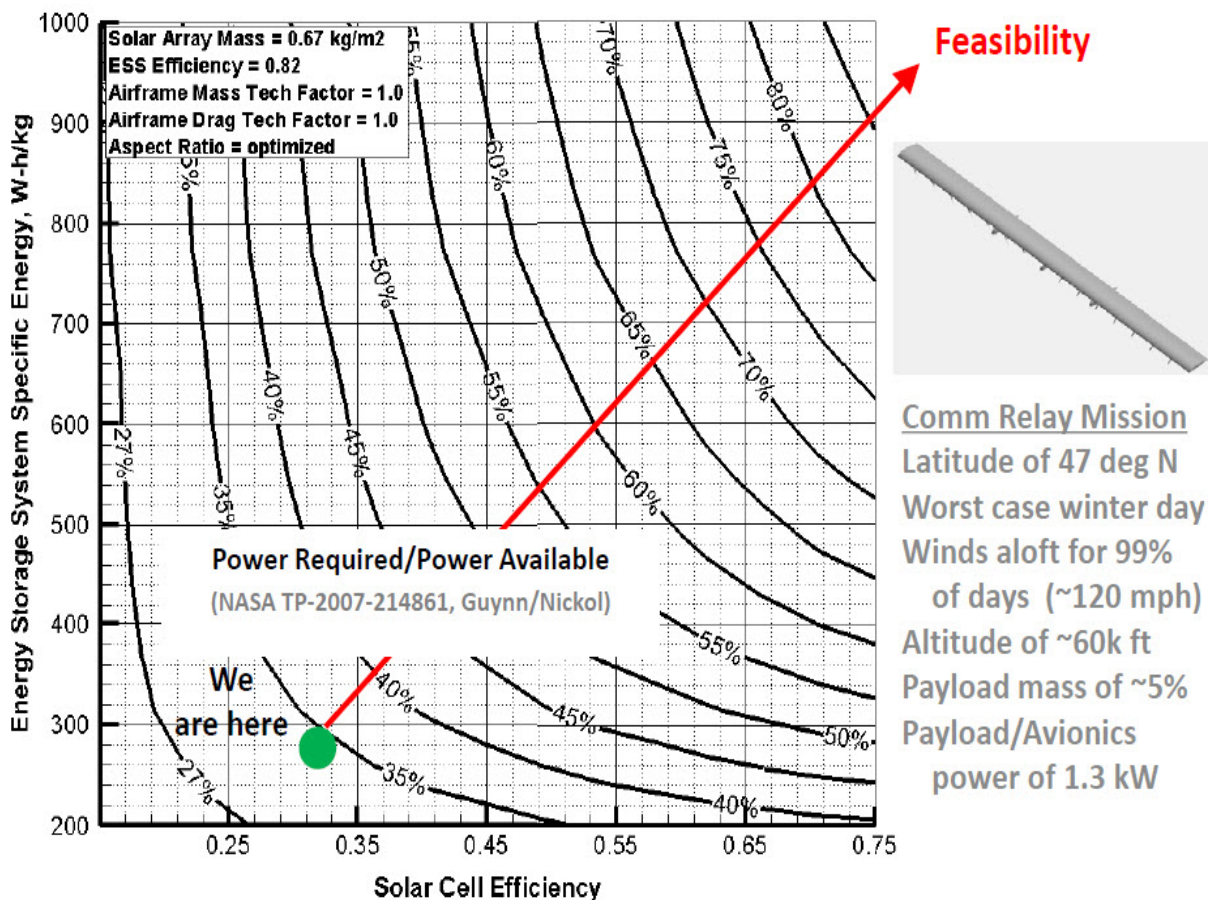 1000
900
800
700
600
500
400
300
200
Energy Storage System Specific Energy, W-h/kg
Solar Array Mass = 0.67 kg/m2
ESS Efficiency = 0.82
Airframe Mass Tech Factor = 1.0
Airframe Drag Tech Factor = 1.0
Aspect Ratio = optimized
Feasibility
70%
80%
75%
60%
50%
65%
70%
40%
55%
45%
27%
35%
60%
Power Required/Power Available
(NASA TP-2007-214861, Guynn/Nickol)
55%
We
are here
40%
45%
50%
27%
35%
40%
0.25
0.35
0.45
0.55
0.65
0.75
Solar Cell Efficiency
Comm Relay Mission
Latitude of 47 deg N
Worst case winter day
Winds aloft for 99%
of days (~120 mph)
Altitude of ~60k ft
Payload mass of ~5%
Payload/Avionics
power of 1.3 kW